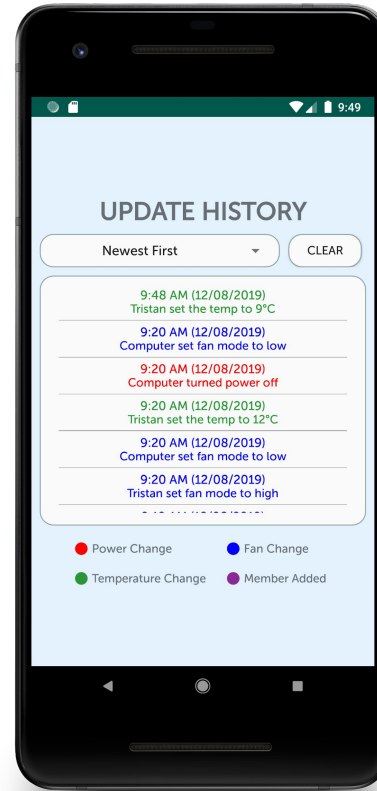 9:49
UPDATE HISTORY
Newest First
CLEAR
9:48 AM (12/08/2019)
Tristan set the temp to 9°C
9:20 AM (12/08/2019)
Computer set fan mode to low
9:20 AM (12/08/2019)
Computer turned power off
9:20 AM (12/08/2019)
Tristan set the temp to 12°C
9:20 AM (12/08/2019)
Computer set fan mode to low
9:20 AM (12/08/2019)
Tristan set fan mode to high
Power Change
Fan Change
Temperature Change
Member Added